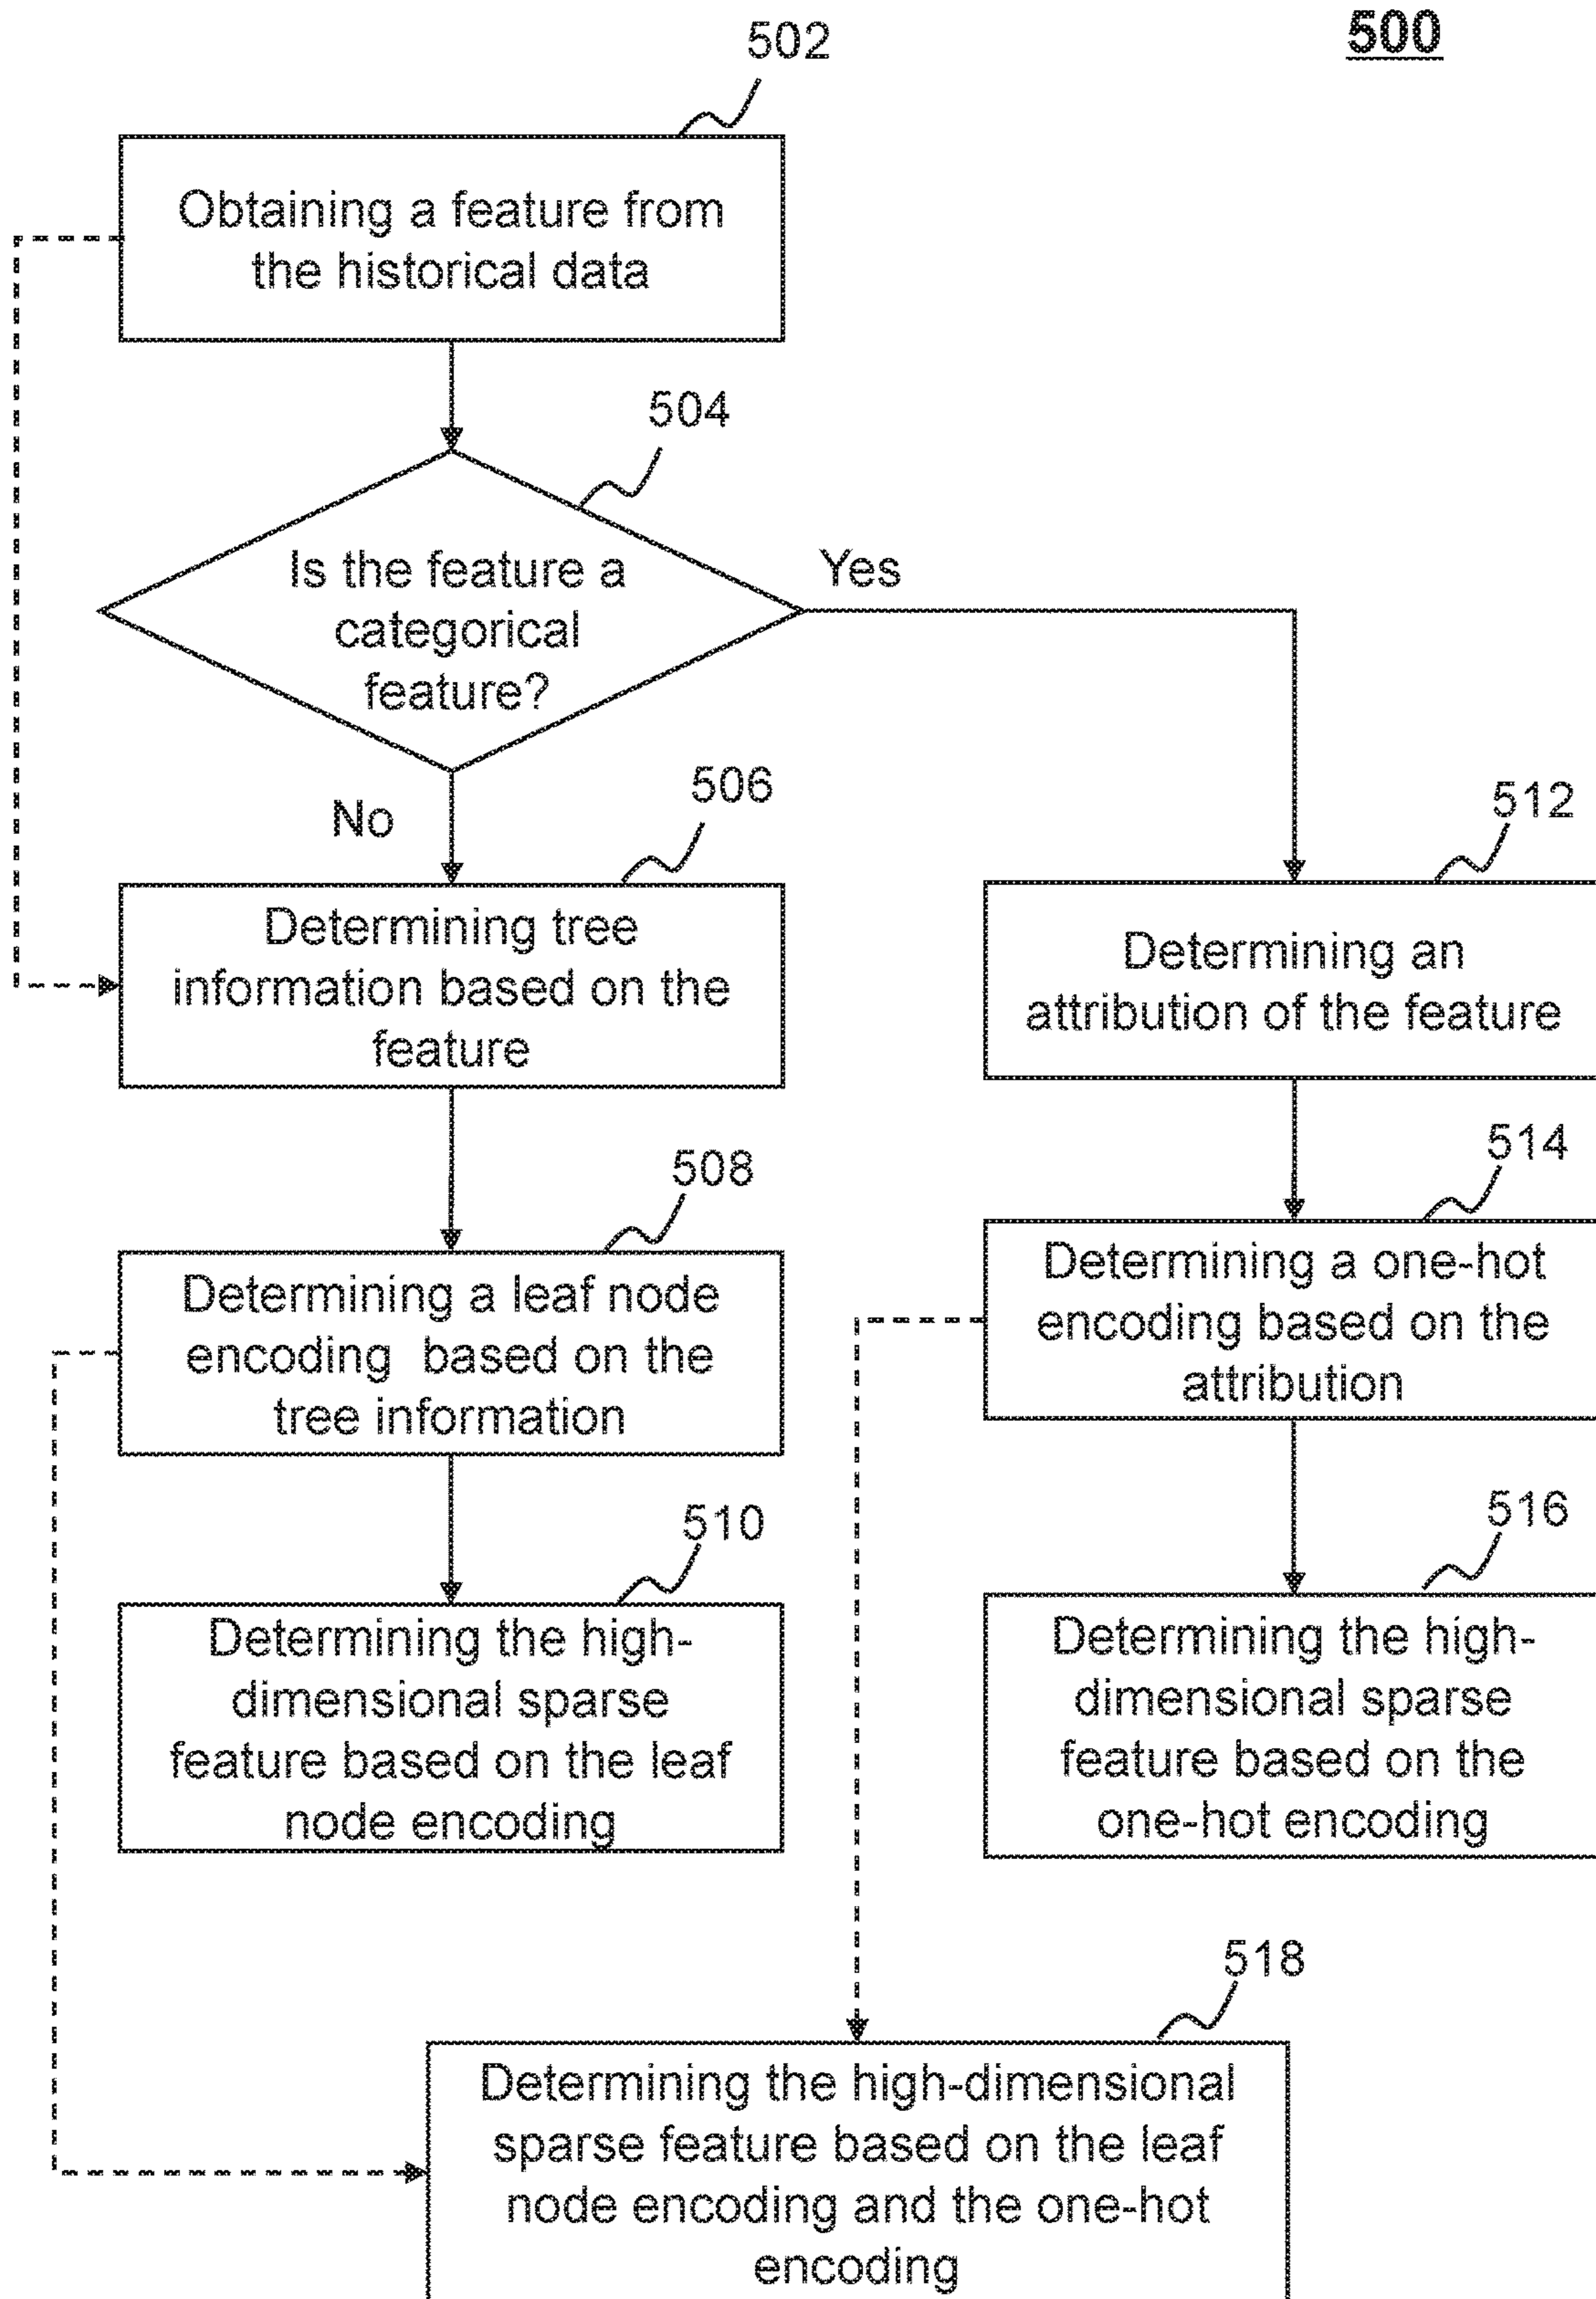 500
502
Obtaining a feature from
the historical data
504
Is the feature a
categorical
feature?
Yes
No
506
Determining tree
information based on the
feature
512
Determining an
attribution of the feature
508
Determining a leaf node
encoding based on the
tree information
514
Determining a one-hot
encoding based on the
attribution
510
Determining the high-
dimensional sparse
feature based on the leaf
node encoding
516
Determining the high-
dimensional sparse
feature based on the
one-hot encoding
518
Determining the high-dimensional
sparse feature based on the leaf
node encoding and the one-hot
encoding